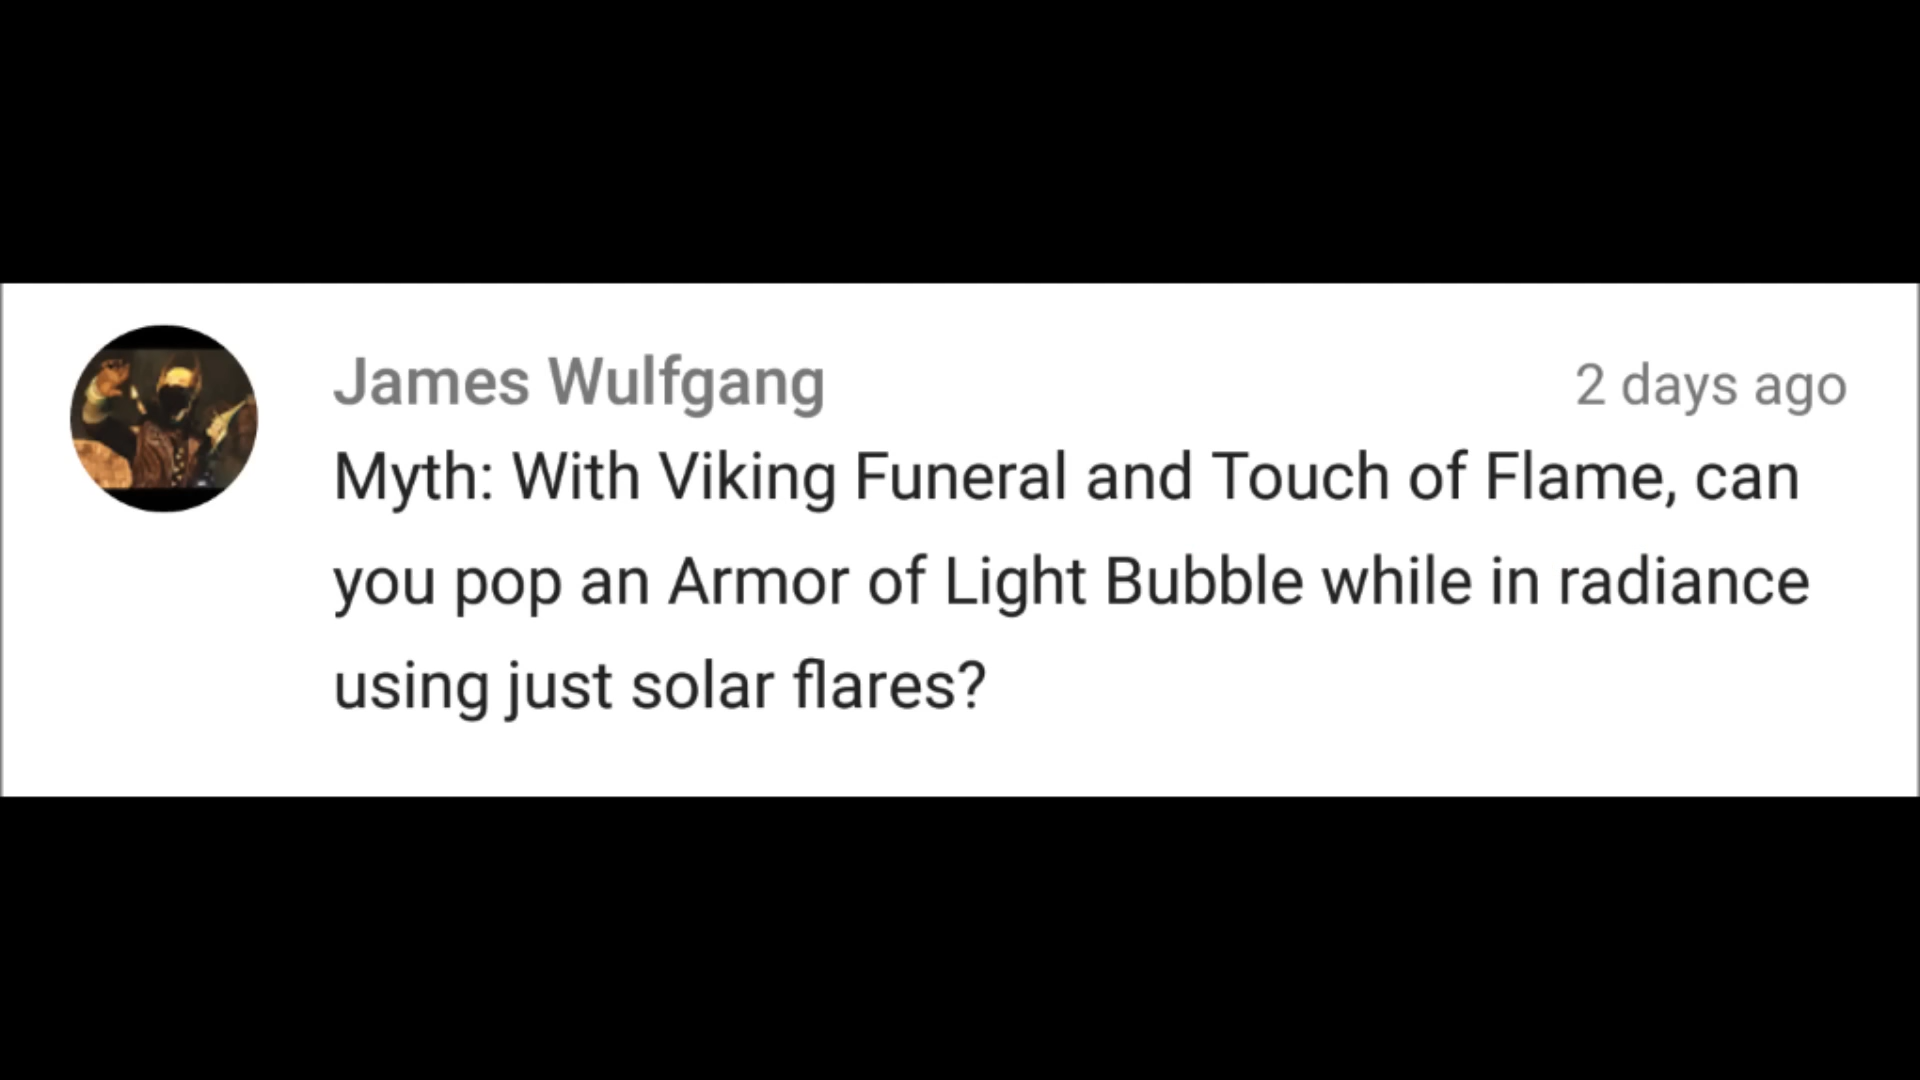 James Wulfgang 2 days ago
Myth: With Viking Funeral and Touch of Flame, can
you pop an Armor of Light Bubble while in radiance
using just solar flares?